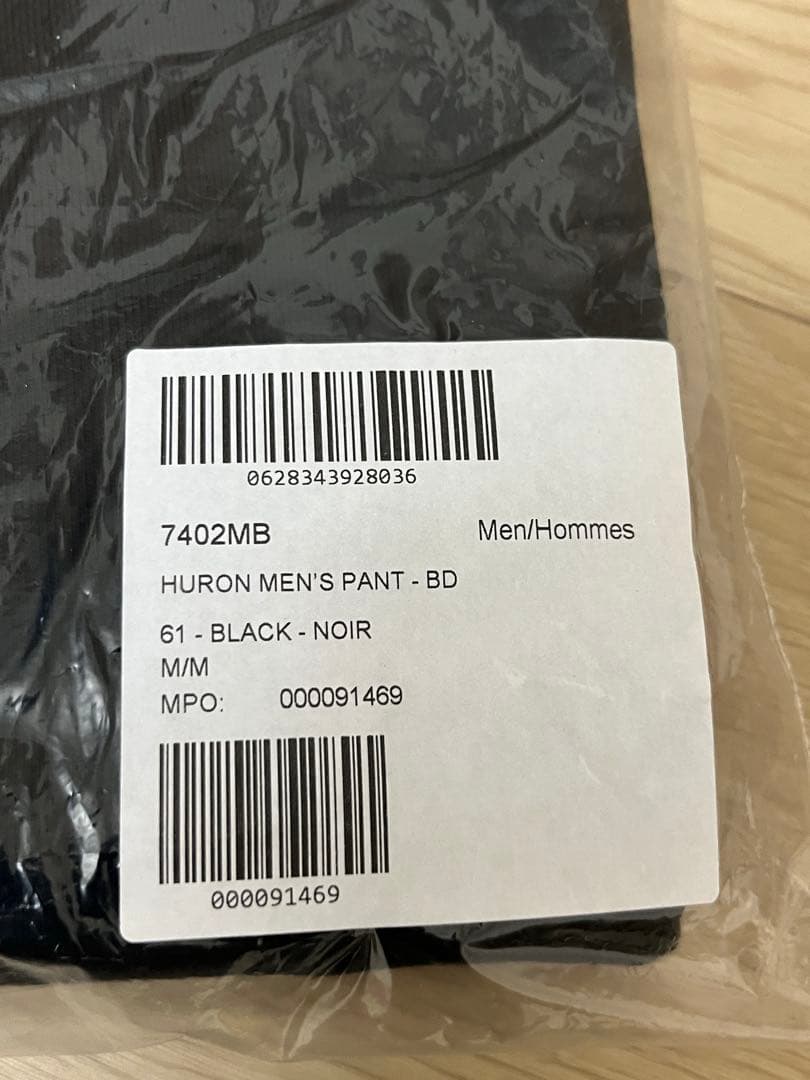 0628343928036
7402MB Men/Hommes
HURON MEN'S PANT - BD
61 - BLACK - NOIR
M/M
MPO: 000091469
000091469